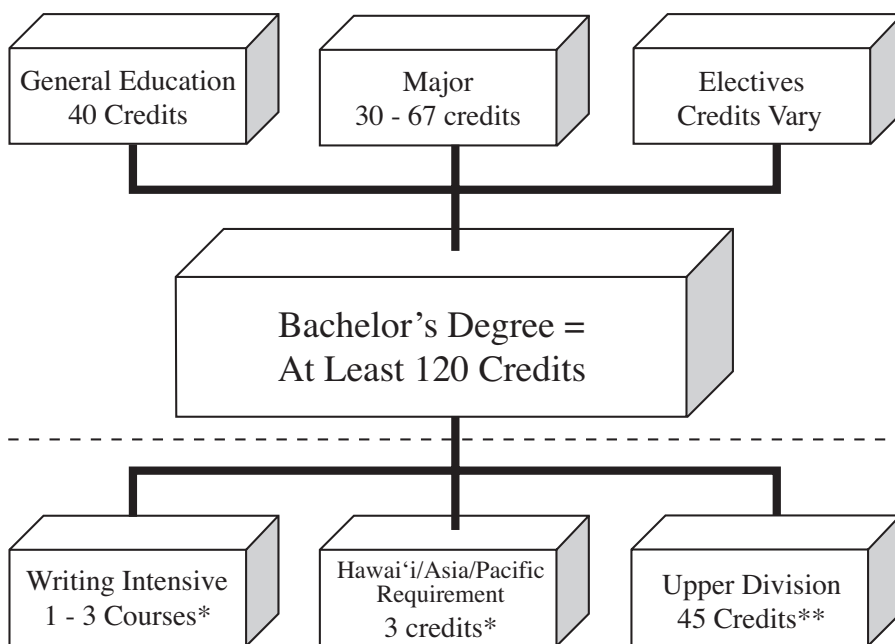 General Education
40 Credits
Major
30 - 67 credits
Electives
Credits Vary
Bachelor’s Degree =
At Least 120 Credits
Writing Intensive
1 - 3 Courses*
Hawai‘i/Asia/Pacific
Requirement
3 credits*
Upper Division
45 Credits**